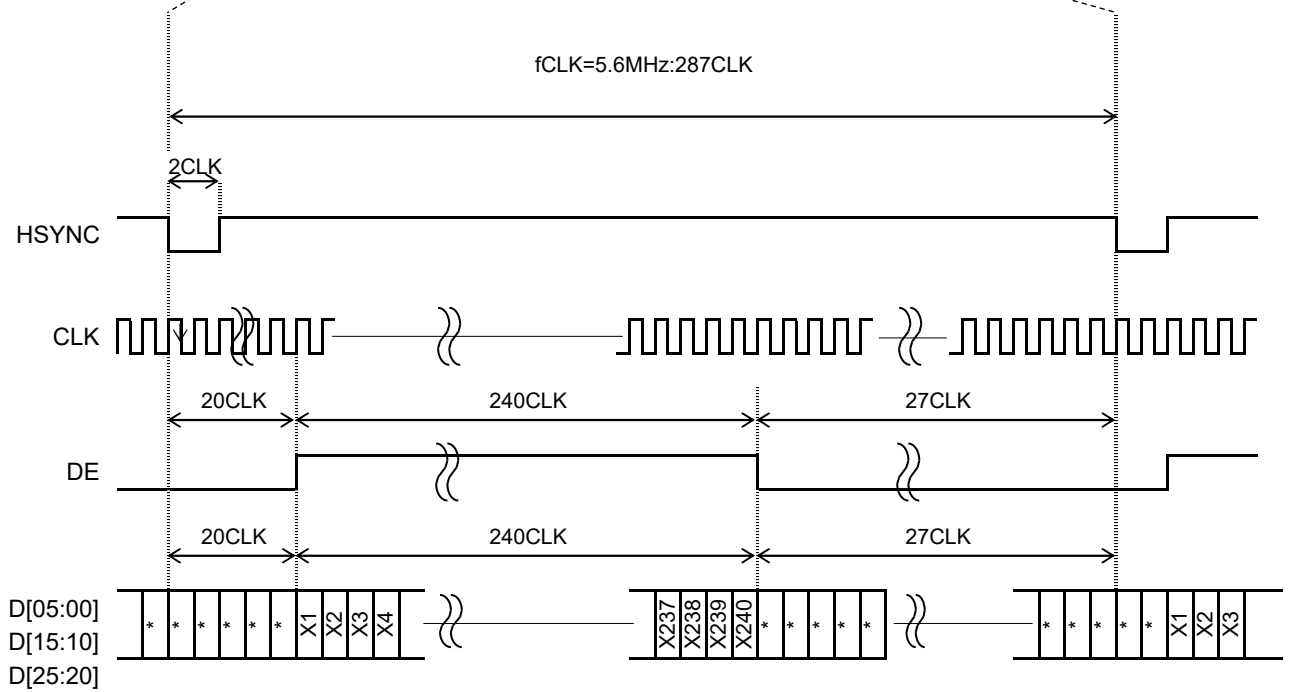 fCLK=5.6MHz:287CLK
2CLK
HSYNC
CLK
20CLK 240CLK 27CLK
DE
20CLK 240CLK 27CLK
D[05:00]
D[15:10]
D[25:20]
* * * * * * X1 X2 X3 X4 X237 X238 X239 X240 * * * * * * * * * * X1 X2 X3